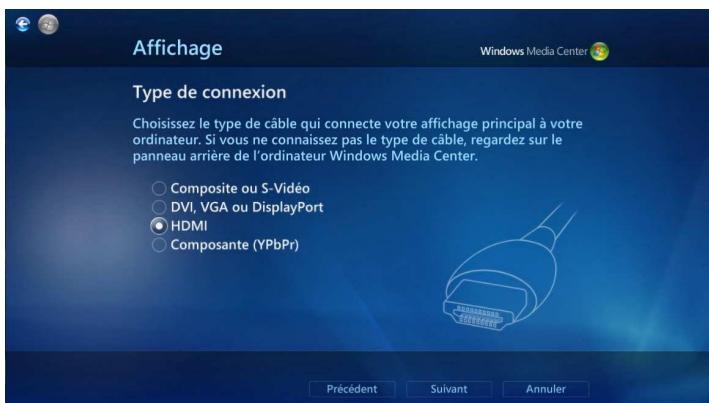 Affichage
Windows Media Center
Type de connexion
Choisissez le type de câble qui connecte votre affichage principal à votre
ordinateur. Si vous ne connaissez pas le type de câble, regardez sur le
panneau arrière de l'ordinateur Windows Media Center.
Composite ou S-Vidéo
DVI, VGA ou DisplayPort
HDMI
Composante (YPbPr)
Précédent
Suivant
Annuler